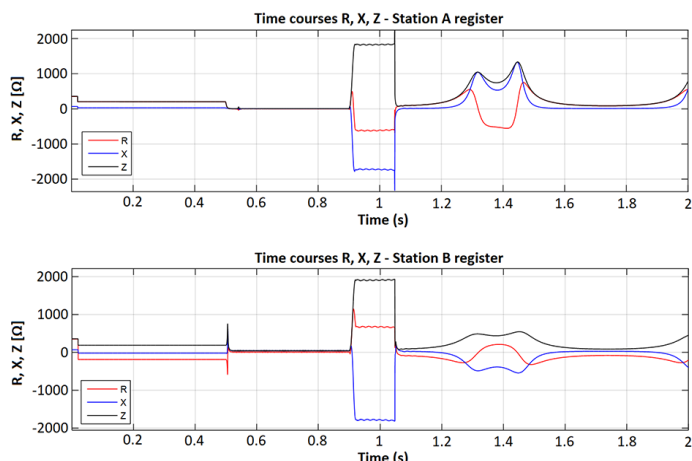 Time courses R, X, Z - Station A register
R, X, Z [Ω]
2000
1000
0
-1000
-2000
R
X
Z
0.2 0.4 0.6 0.8 1 1.2 1.4 1.6 1.8 2
Time (s)
Time courses R, X, Z - Station B register
R, X, Z [Ω]
2000
1000
0
-1000
-2000
R
X
Z
0.2 0.4 0.6 0.8 1 1.2 1.4 1.6 1.8 2
Time (s)